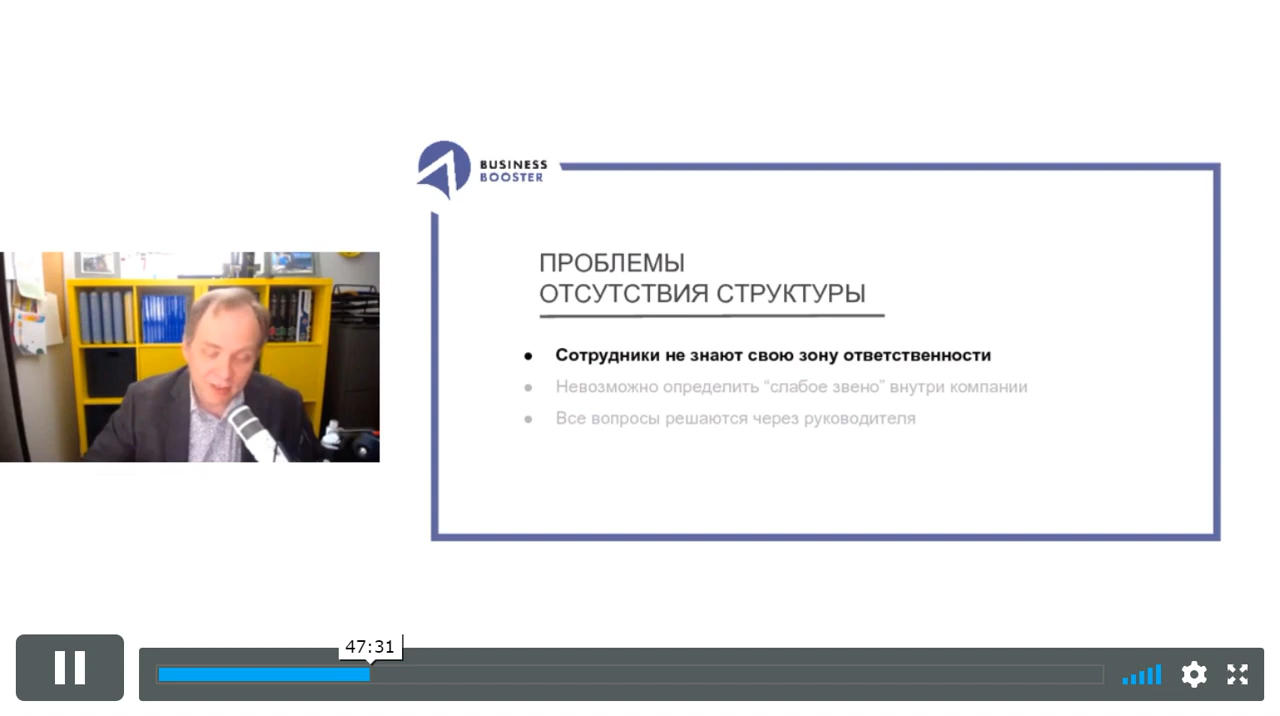 BUSINESS
BOOSTER
ПРОБЛЕМЫ
ОТСУТСТВИЯ СТРУКТУРЫ
● Сотрудники не знают свою зону ответственности
● Невозможно определить “слабое звено” внутри компании
● Все вопросы решаются через руководителя
47:31